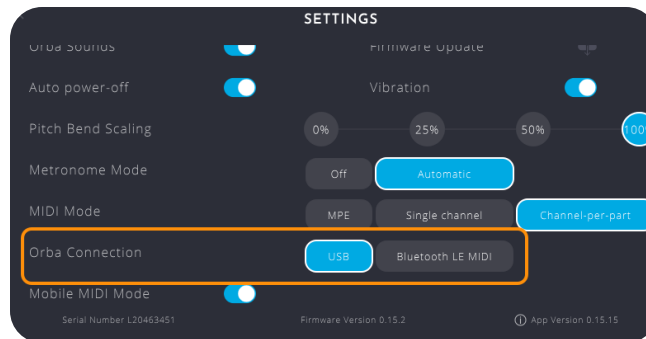 SETTINGS
Orba Sounds Firmware Update
Auto power-off Vibration
Pitch Bend Scaling 0% 25% 50% 100%
Metronome Mode Off Automatic
MIDI Mode MPE Single channel Channel-per-part
Orba Connection USB Bluetooth LE MIDI
Mobile MIDI Mode
Serial Number L20463451 Firmware Version 0.15.2 App Version 0.15.15